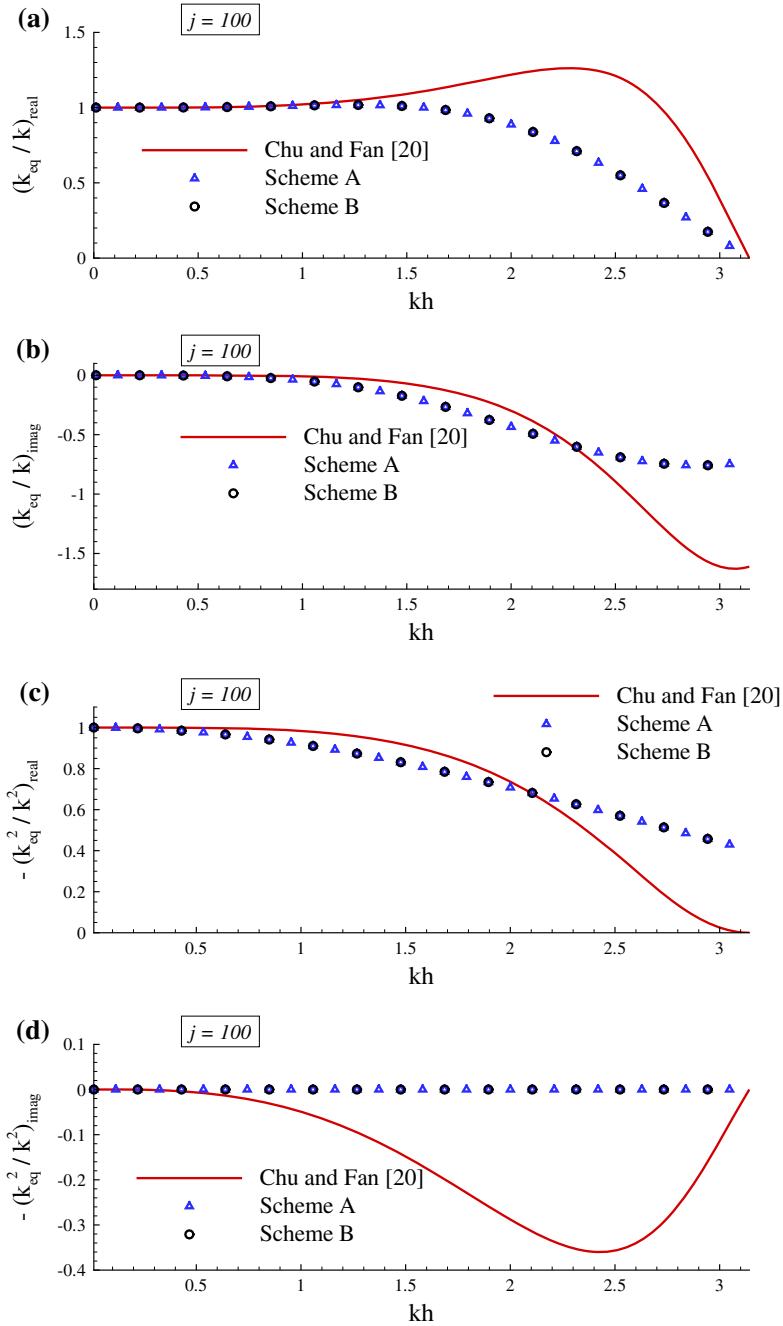 (a)
j = 100
1.5
1
0.5
0
(k_eq / k)_real
Chu and Fan [20]
Scheme A
Scheme B
0 0.5 1 1.5 2 2.5 3
kh
(b)
j = 100
0
-0.5
-1
-1.5
(k_eq / k)_imag
Chu and Fan [20]
Scheme A
Scheme B
0 0.5 1 1.5 2 2.5 3
kh
(c)
j = 100
Chu and Fan [20]
Scheme A
Scheme B
1
0.8
0.6
0.4
0.2
0
- (k_eq^2 / k^2)_real
0.5 1 1.5 2 2.5 3
kh
(d)
j = 100
0.1
0
-0.1
-0.2
-0.3
-0.4
- (k_eq^2 / k^2)_imag
Chu and Fan [20]
Scheme A
Scheme B
0.5 1 1.5 2 2.5 3
kh